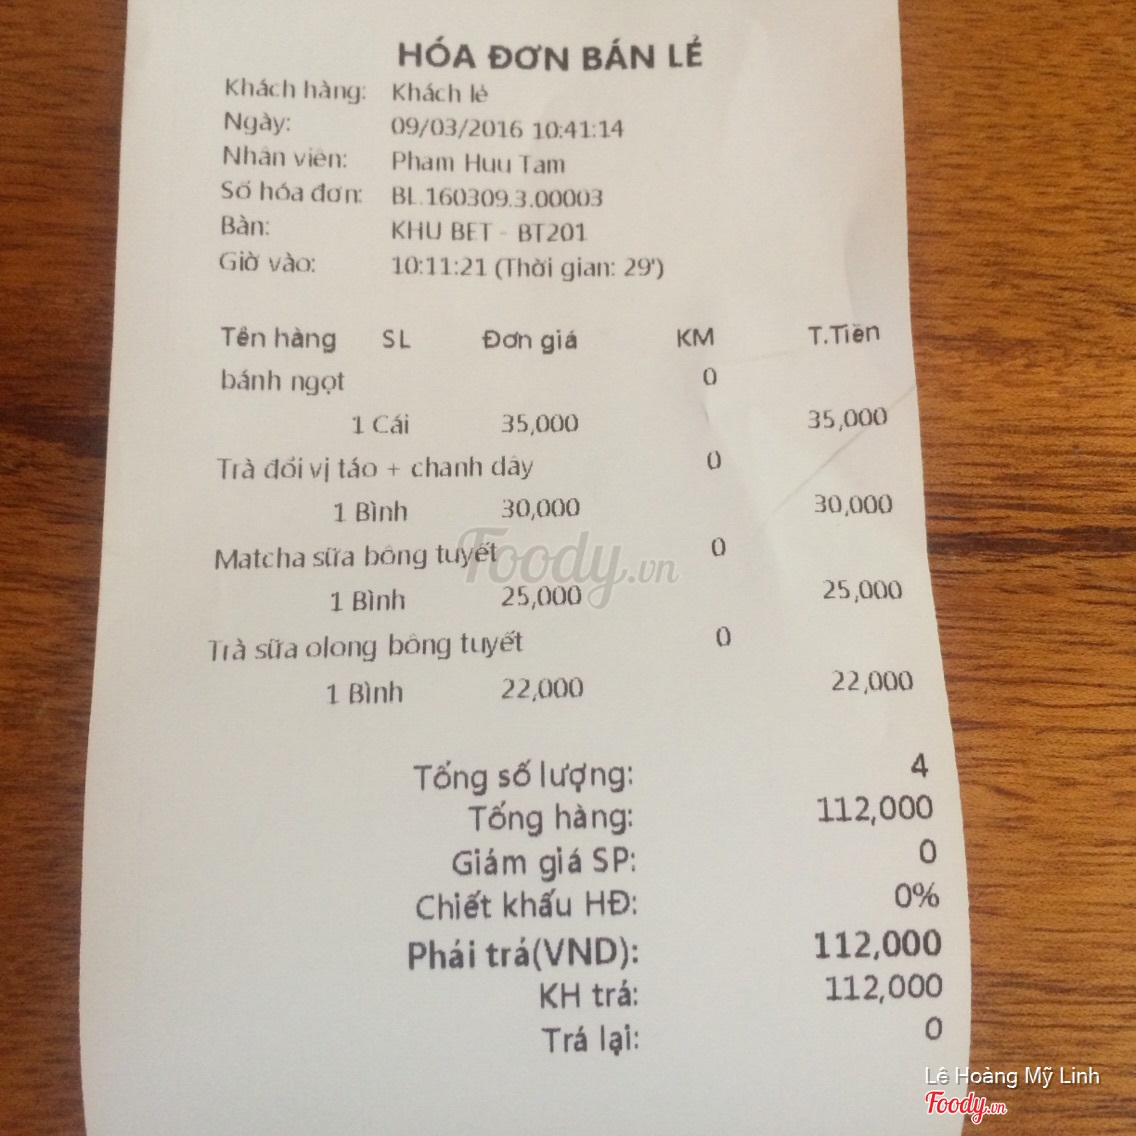 HÓA ĐƠN BÁN LẺ
Khách hàng: Khách lẻ
Ngày: 09/03/2016 10:41:14
Nhân viên: Pham Huu Tam
Số hóa đơn: BL.160309.3.00003
Bàn: KHU BET - BT201
Giờ vào: 10:11:21 (Thời gian: 29')
Tên hàng SL Đơn giá KM T.Tiền
bánh ngọt 0
1 Cái 35,000 35,000
Trà đổi vị táo + chanh dây 0
1 Bình 30,000 30,000
Matcha sữa bông tuyết 0
Foody.vn
1 Bình 25,000 25,000
Trà sữa olong bông tuyết 0
1 Bình 22,000 22,000
Tổng số lượng: 4
Tổng hàng: 112,000
Giảm giá SP: 0
Chiết khấu HĐ: 0%
Phải trả(VND): 112,000
KH trả: 112,000
Trả lại: 0
Lê Hoàng Mỹ Linh
Foody.vn